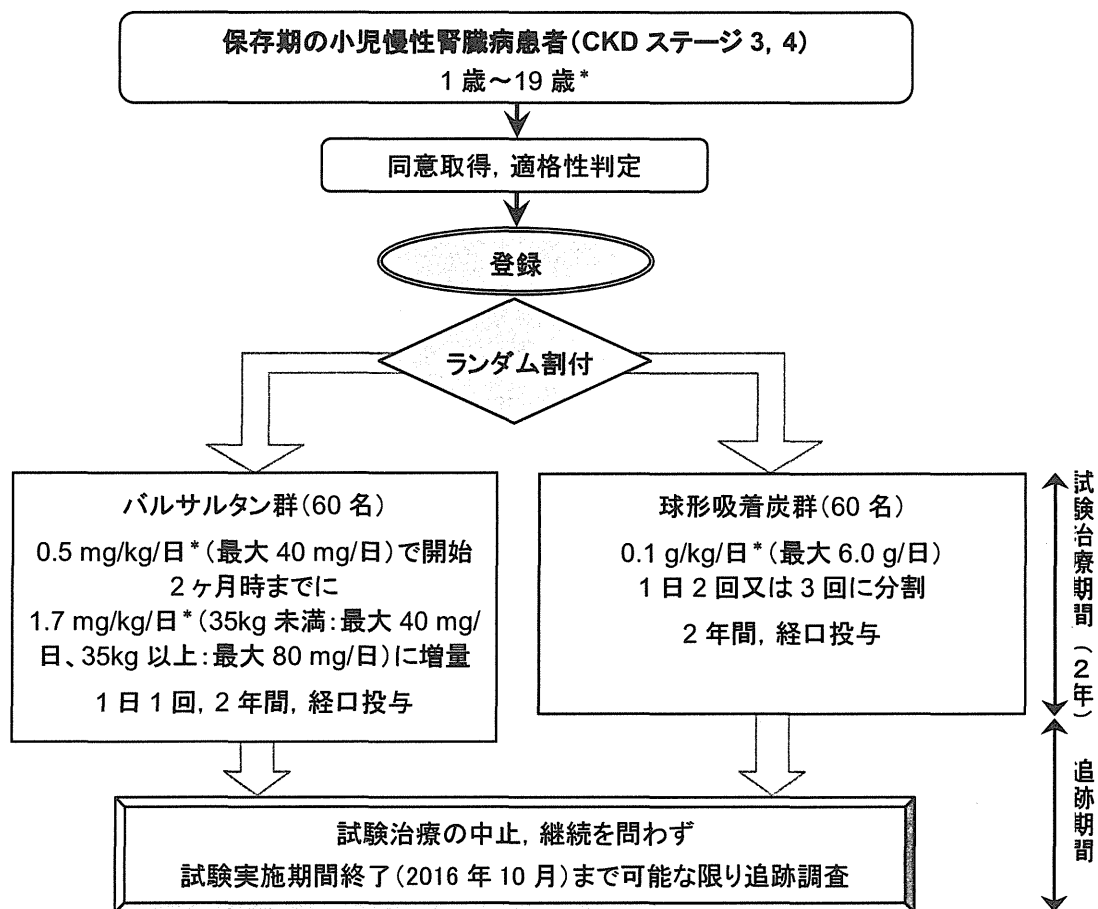 保存期の小児慢性腎臓病患者（CKD ステージ 3, 4）
1 歳～19 歳*
同意取得, 適格性判定
登録
ランダム割付
バルサルタン群（60 名）
0.5 mg/kg/日*（最大 40 mg/日）で開始
2 ヶ月時までに
1.7 mg/kg/日*（35kg 未満：最大 40 mg/
日、35kg 以上：最大 80 mg/日）に増量
1 日 1 回, 2 年間, 経口投与
球形吸着炭群（60 名）
0.1 g/kg/日*（最大 6.0 g/日）
1 日 2 回又は 3 回に分割
2 年間, 経口投与
試験治療期間（2年）
追跡期間
試験治療の中止, 継続を問わず
試験実施期間終了（2016 年 10 月）まで可能な限り追跡調査